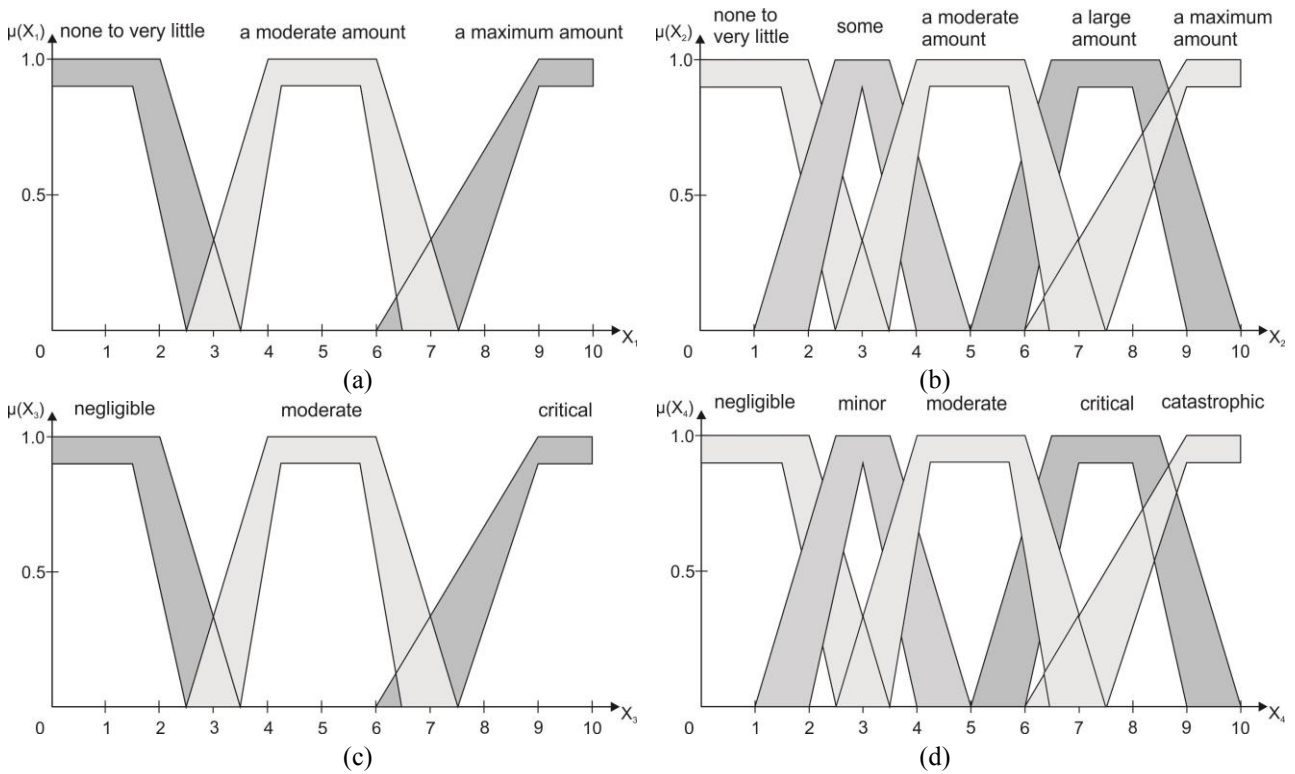 μ(X₁)
none to very little
a moderate amount
a maximum amount
1.0
0.5
0 1 2 3 4 5 6 7 8 9 10 X₁
(a)
μ(X₂)
none to
very little
some
a moderate
amount
a large
amount
a maximum
amount
1.0
0.5
0 1 2 3 4 5 6 7 8 9 10 X₂
(b)
μ(X₃)
negligible
moderate
critical
1.0
0.5
0 1 2 3 4 5 6 7 8 9 10 X₃
(c)
μ(X₄)
negligible
minor
moderate
critical
catastrophic
1.0
0.5
0 1 2 3 4 5 6 7 8 9 10 X₄
(d)